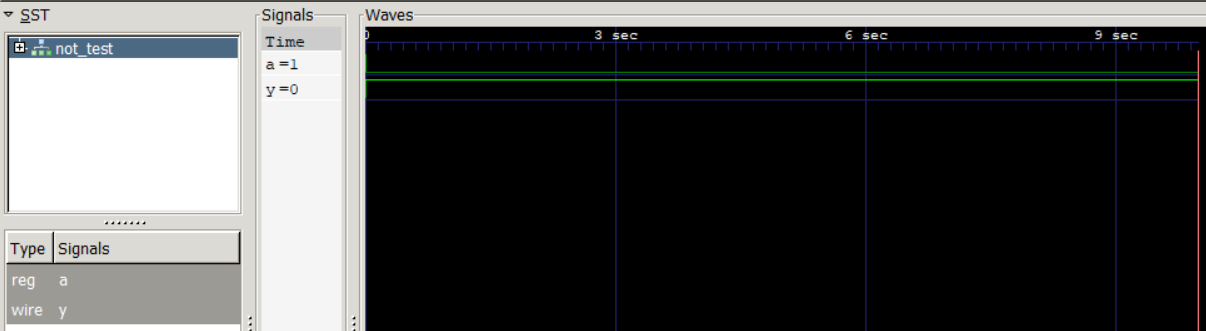 SST
not_test
Type Signals
reg a
wire y
Signals
Time
a=1
y=0
Waves
0 3 sec 6 sec 9 sec